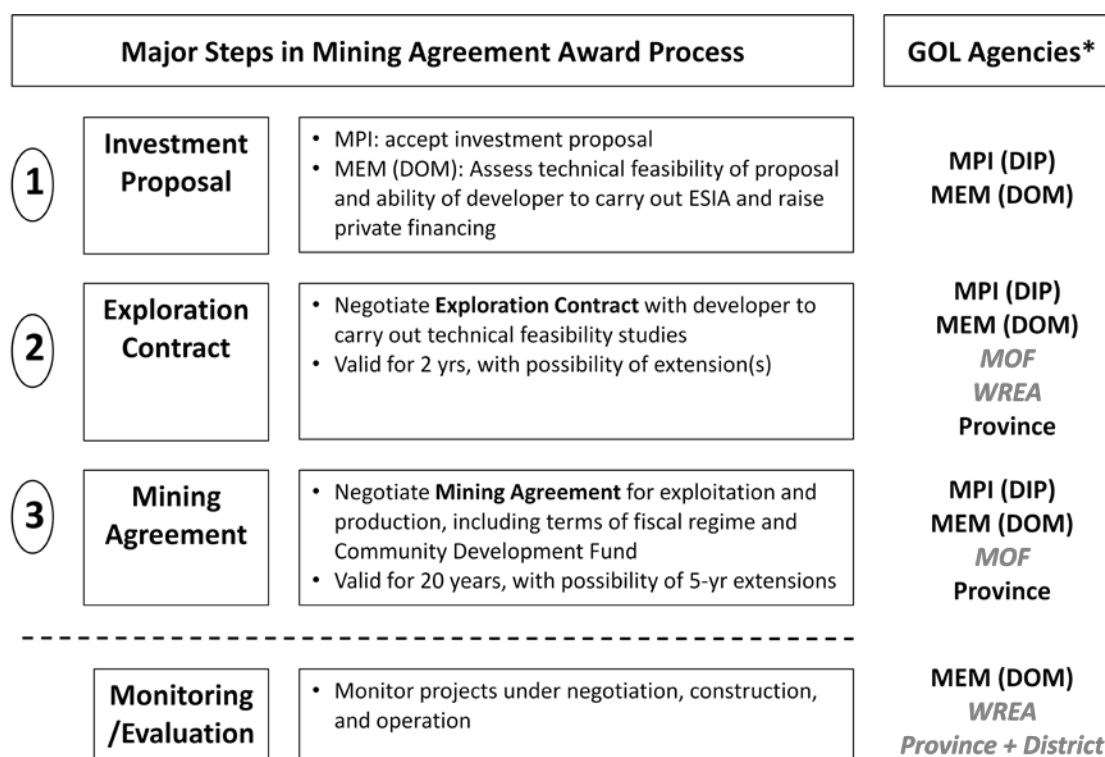 Major Steps in Mining Agreement Award Process
GOL Agencies*
1
Investment
Proposal
• MPI: accept investment proposal
• MEM (DOM): Assess technical feasibility of proposal
and ability of developer to carry out ESIA and raise
private financing
MPI (DIP)
MEM (DOM)
2
Exploration
Contract
• Negotiate Exploration Contract with developer to
carry out technical feasibility studies
• Valid for 2 yrs, with possibility of extension(s)
MPI (DIP)
MEM (DOM)
MOF
WREA
Province
3
Mining
Agreement
• Negotiate Mining Agreement for exploitation and
production, including terms of fiscal regime and
Community Development Fund
• Valid for 20 years, with possibility of 5-yr extensions
MPI (DIP)
MEM (DOM)
MOF
Province
Monitoring
/Evaluation
• Monitor projects under negotiation, construction,
and operation
MEM (DOM)
WREA
Province + District